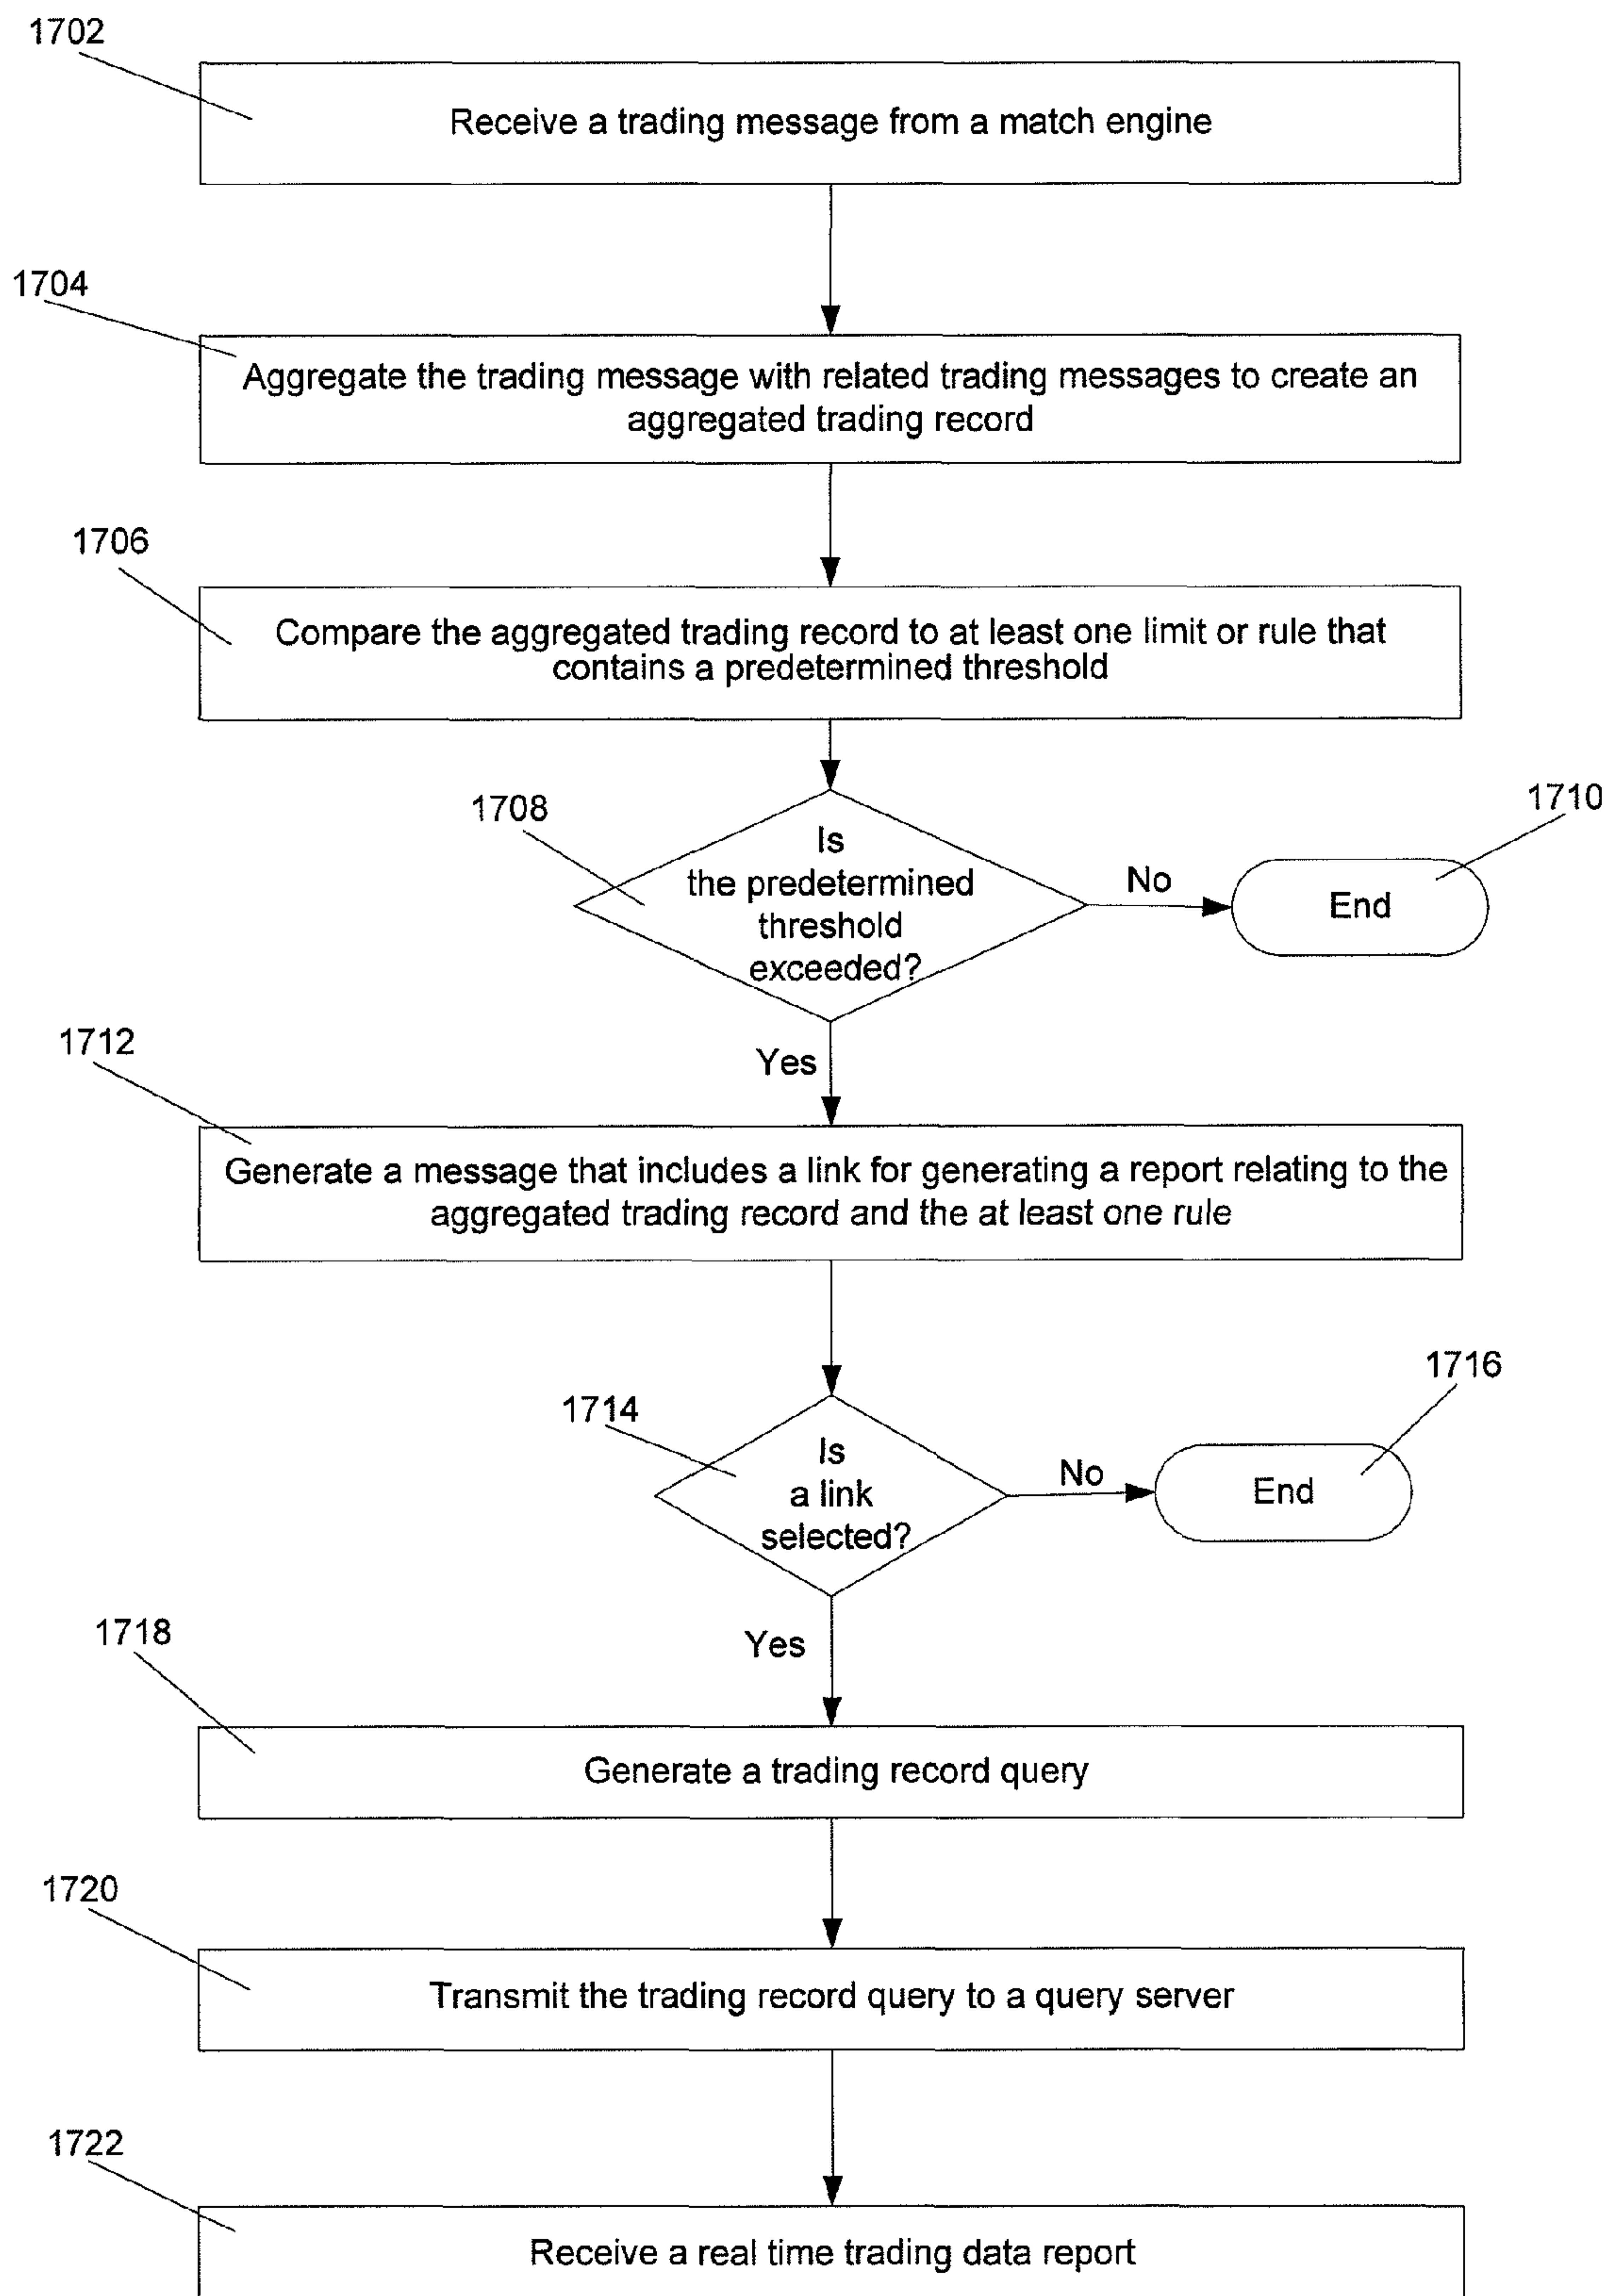 1702
Receive a trading message from a match engine
1704
Aggregate the trading message with related trading messages to create an
aggregated trading record
1706
Compare the aggregated trading record to at least one limit or rule that
contains a predetermined threshold
1708
Is
the predetermined
threshold
exceeded?
No
1710
End
Yes
1712
Generate a message that includes a link for generating a report relating to the
aggregated trading record and the at least one rule
1714
Is
a link
selected?
No
1716
End
Yes
1718
Generate a trading record query
1720
Transmit the trading record query to a query server
1722
Receive a real time trading data report